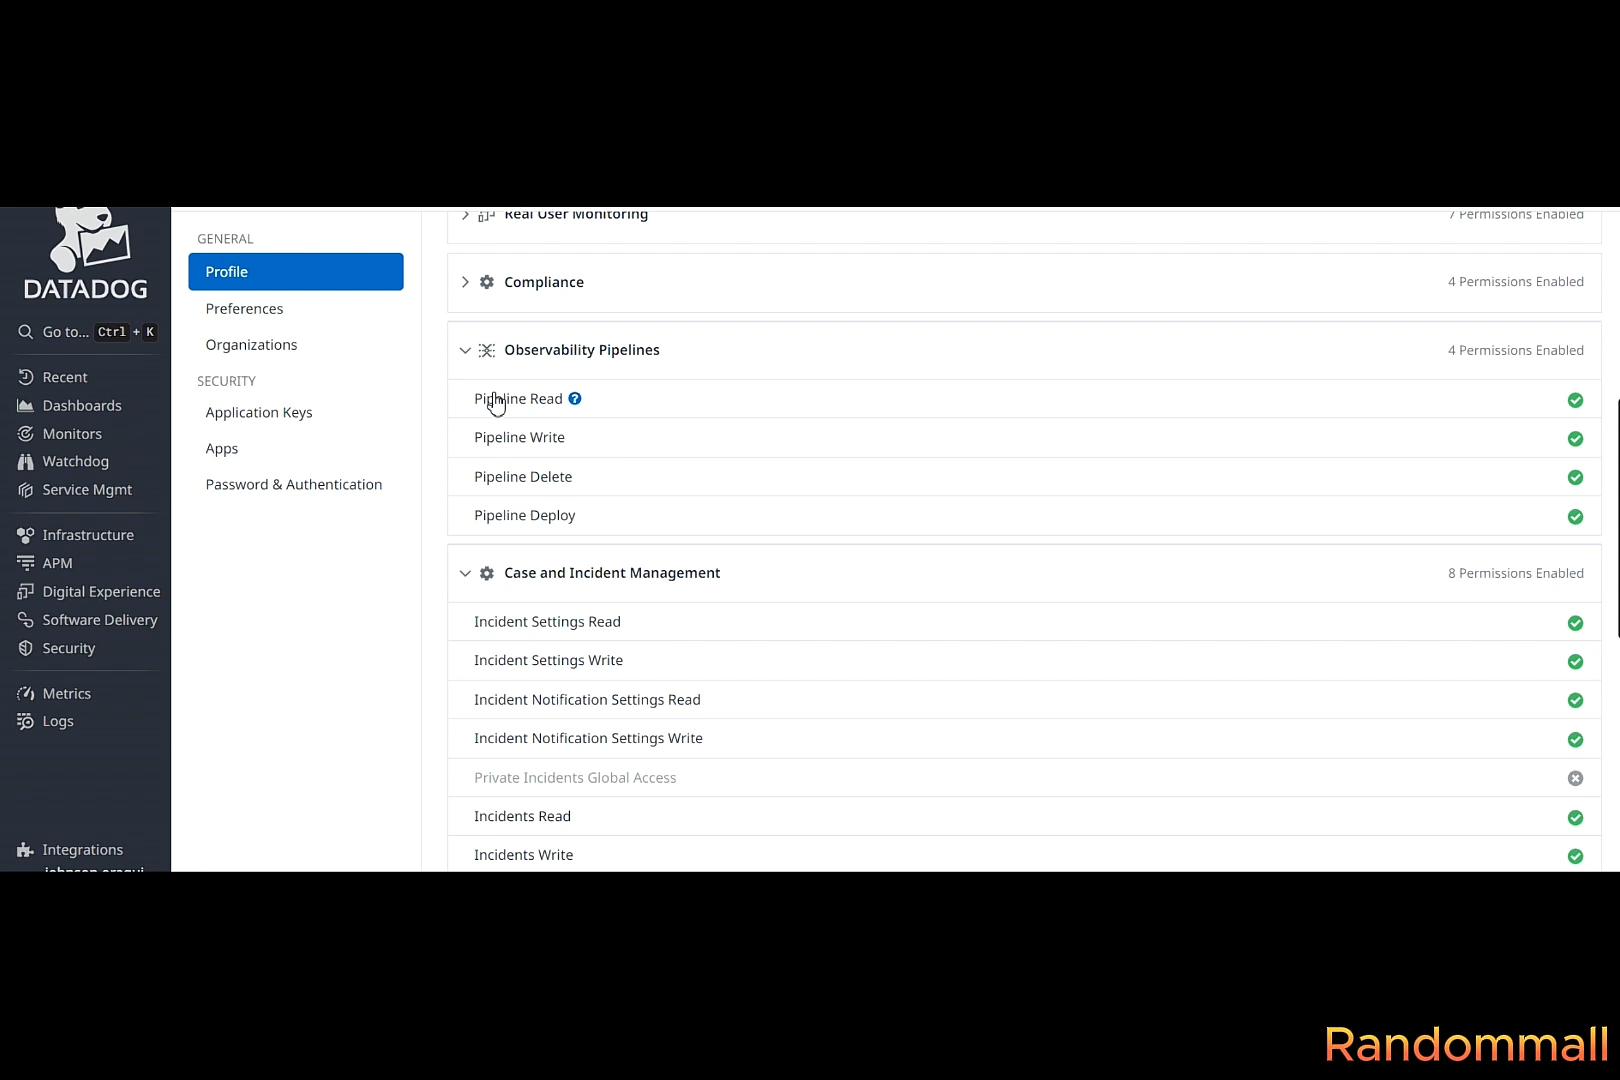 DATADOG
Go to... Ctrl + K
Recent
Dashboards
Monitors
Watchdog
Service Mgmt
Infrastructure
APM
Digital Experience
Software Delivery
Security
Metrics
Logs
Integrations
GENERAL
Profile
Preferences
Organizations
SECURITY
Application Keys
Apps
Password & Authentication
Real User Monitoring 7 Permissions Enabled
Compliance 4 Permissions Enabled
Observability Pipelines 4 Permissions Enabled
Pipeline Read ?
Pipeline Write
Pipeline Delete
Pipeline Deploy
Case and Incident Management 8 Permissions Enabled
Incident Settings Read
Incident Settings Write
Incident Notification Settings Read
Incident Notification Settings Write
Private Incidents Global Access
Incidents Read
Incidents Write
Randommall